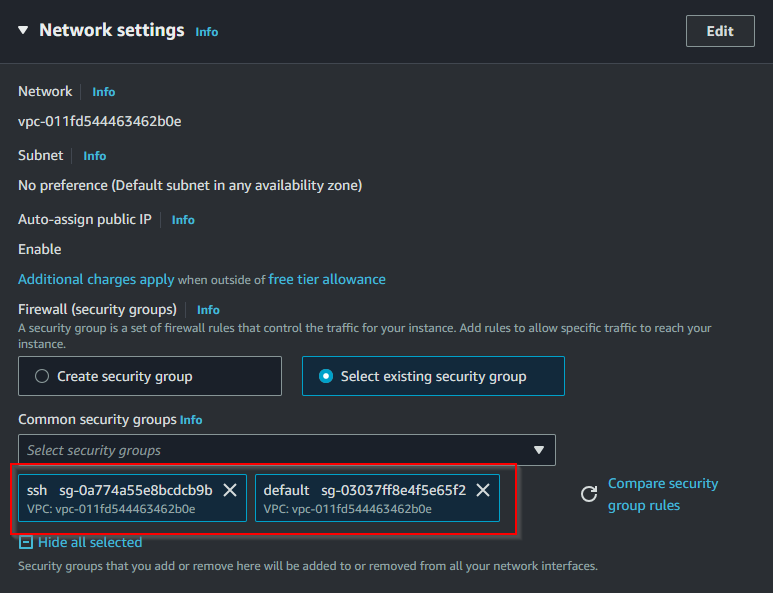 Network settings Info
Edit
Network Info
vpc-011fd544463462b0e
Subnet Info
No preference (Default subnet in any availability zone)
Auto-assign public IP Info
Enable
Additional charges apply when outside of free tier allowance
Firewall (security groups) Info
A security group is a set of firewall rules that control the traffic for your instance. Add rules to allow specific traffic to reach your
instance.
Create security group
Select existing security group
Common security groups Info
Select security groups
ssh sg-0a774a55e8bcdcb9b
VPC: vpc-011fd544463462b0e
default sg-03037ff8e4f5e65f2
VPC: vpc-011fd544463462b0e
Compare security
group rules
Hide all selected
Security groups that you add or remove here will be added to or removed from all your network interfaces.